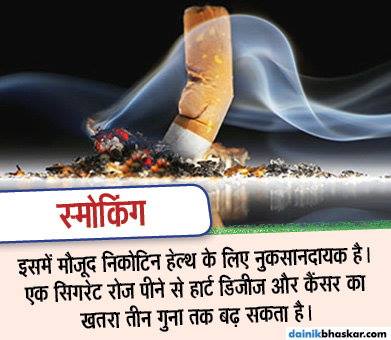 स्मोकिंग
इसमें मौजूद निकोटिन हेल्थ के लिए नुकसानदायक है।
एक सिगरेट रोज पीने से हार्ट डिजीज और कैंसर का
खतरा तीन गुना तक बढ़ सकता है।
dainikbhaskar.com